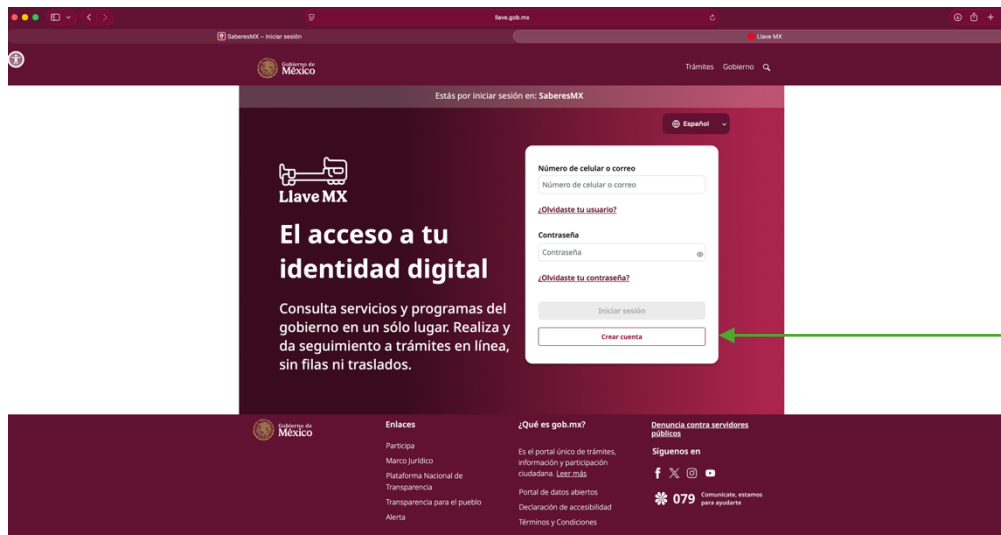 llave.gob.mx
SaberesMX – Iniciar sesión
Llave MX
Gobierno de
México
Trámites Gobierno
Estás por iniciar sesión en: SaberesMX
Español
Llave MX
El acceso a tu
identidad digital
Consulta servicios y programas del
gobierno en un sólo lugar. Realiza y
da seguimiento a trámites en línea,
sin filas ni traslados.
Número de celular o correo
Número de celular o correo
¿Olvidaste tu usuario?
Contraseña
Contraseña
¿Olvidaste tu contraseña?
Iniciar sesión
Crear cuenta
Gobierno de
México
Enlaces
Participa
Marco Jurídico
Plataforma Nacional de
Transparencia
Transparencia para el pueblo
Alerta
¿Qué es gob.mx?
Es el portal único de trámites,
información y participación
ciudadana. Leer más
Portal de datos abiertos
Declaración de accesibilidad
Términos y Condiciones
Denuncia contra servidores
públicos
Síguenos en
079 Comunícate, estamos
para ayudarte